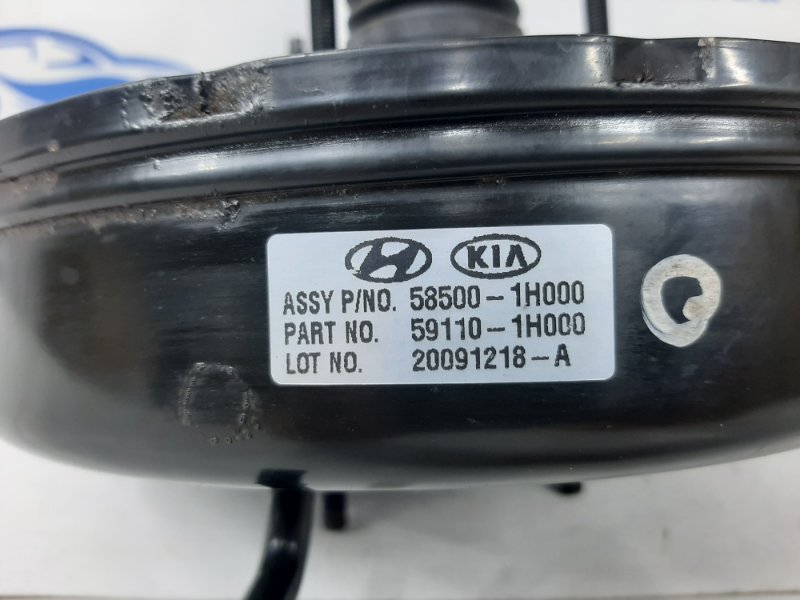 KIA
ASSY P/NO. 58500-1H000
PART NO. 59110-1H000
LOT NO. 20091218-A